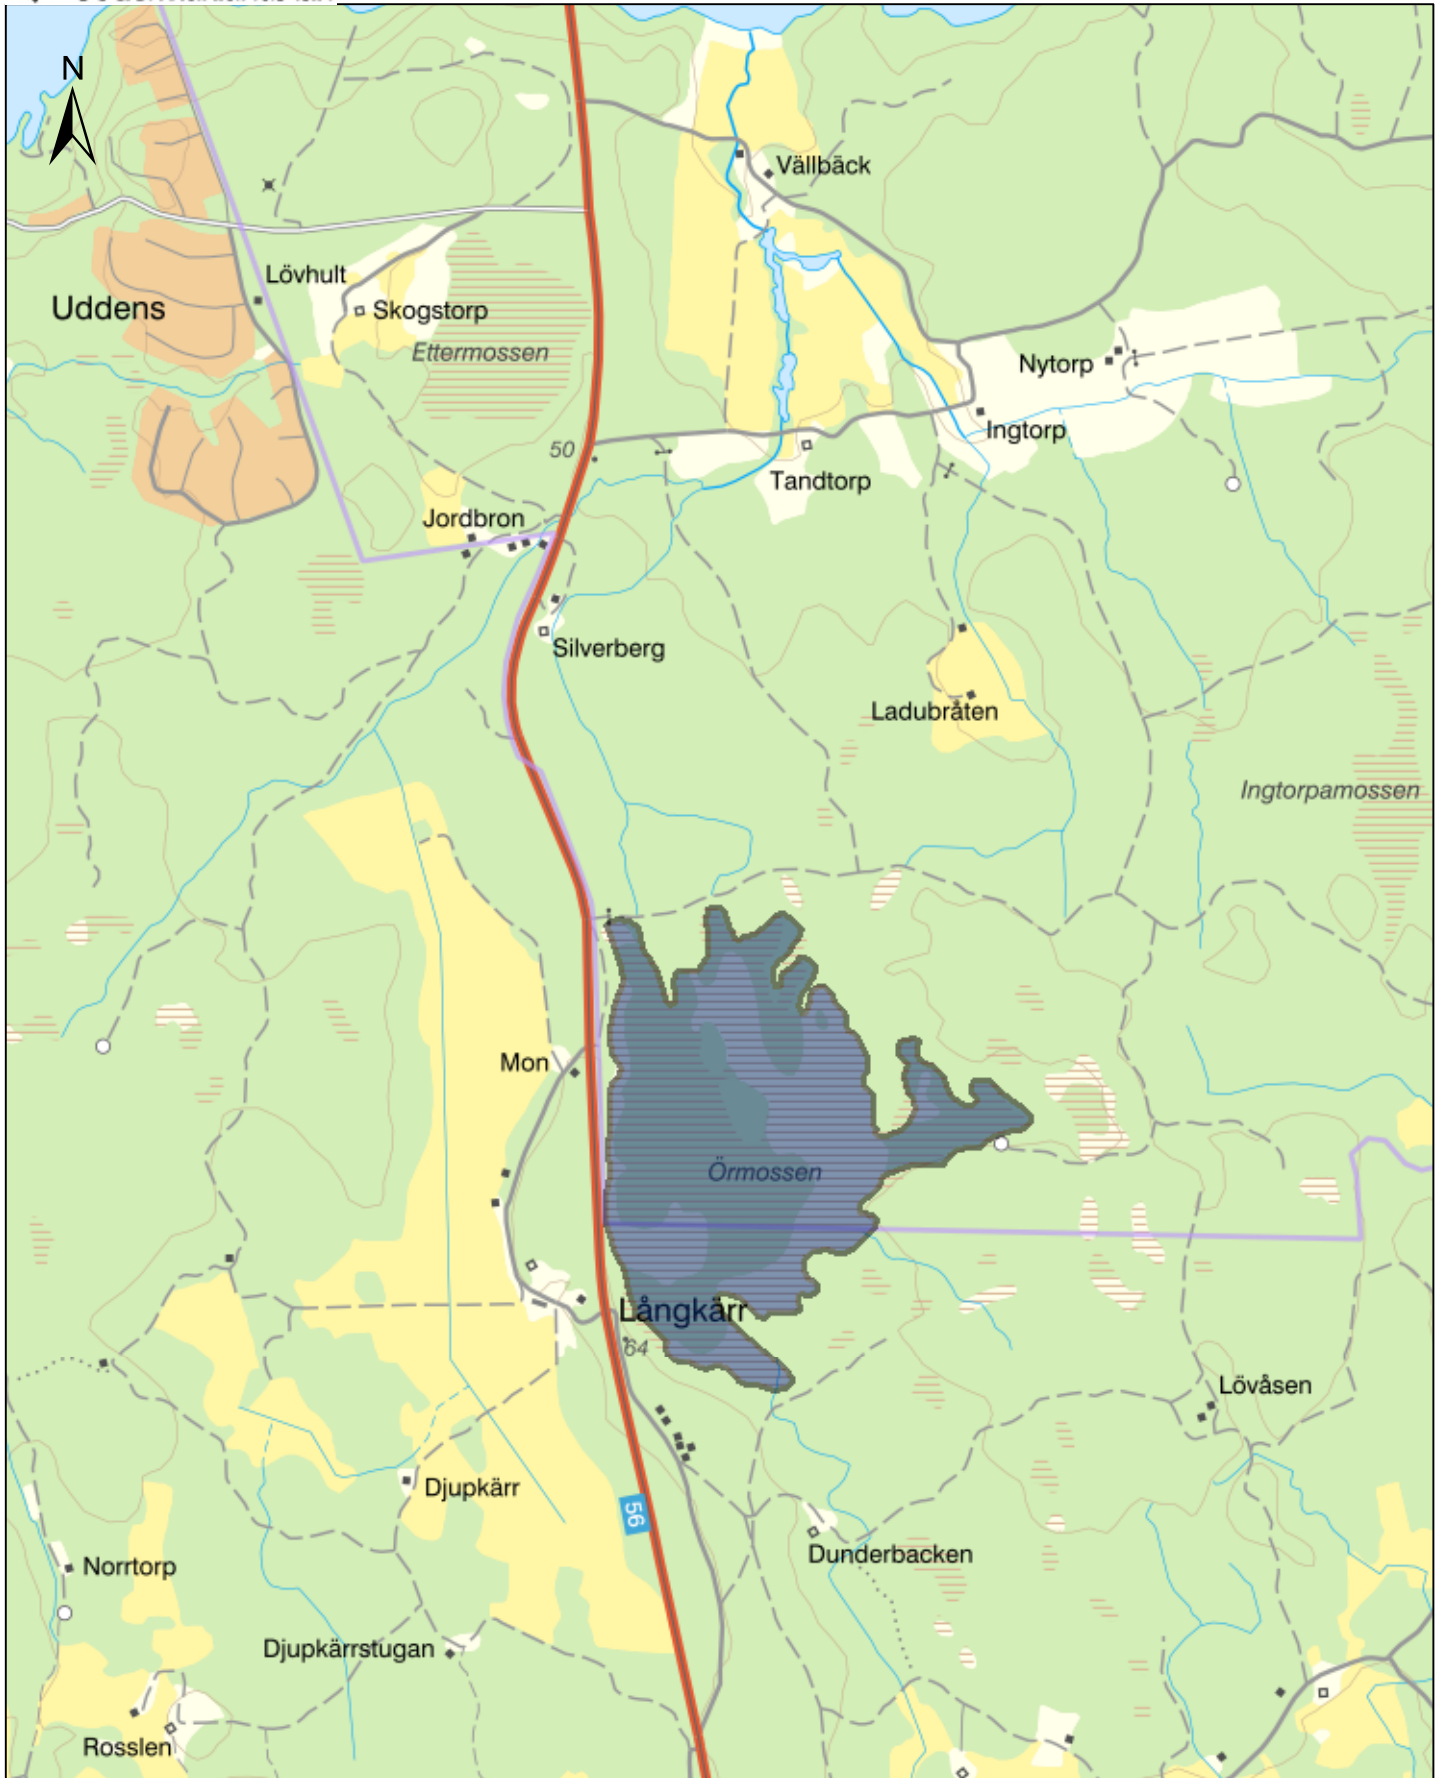 N
Vällbäck
Lövhult
Uddens
Skogstorp
Ettermossen
Nytorp
Ingtorp
50
Tandtorp
Jordbron
Silverberg
Ladubråten
Ingtorpamossen
Mon
Örmossen
Långkärr
64
Lövåsen
Djupkärr
56
Dunderbacken
Norrtorp
Djupkärrstugan
Rosslen